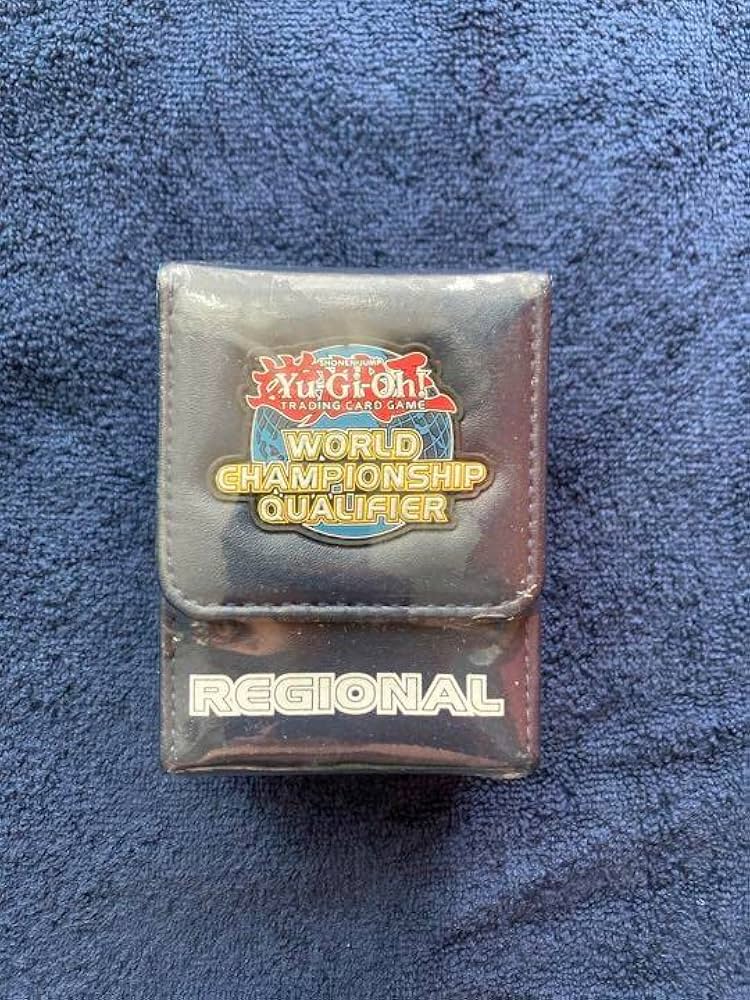 SHONEN JUMP
Yu-Gi-Oh!
TRADING CARD GAME
WORLD
CHAMPIONSHIP
QUALIFIER
REGIONAL